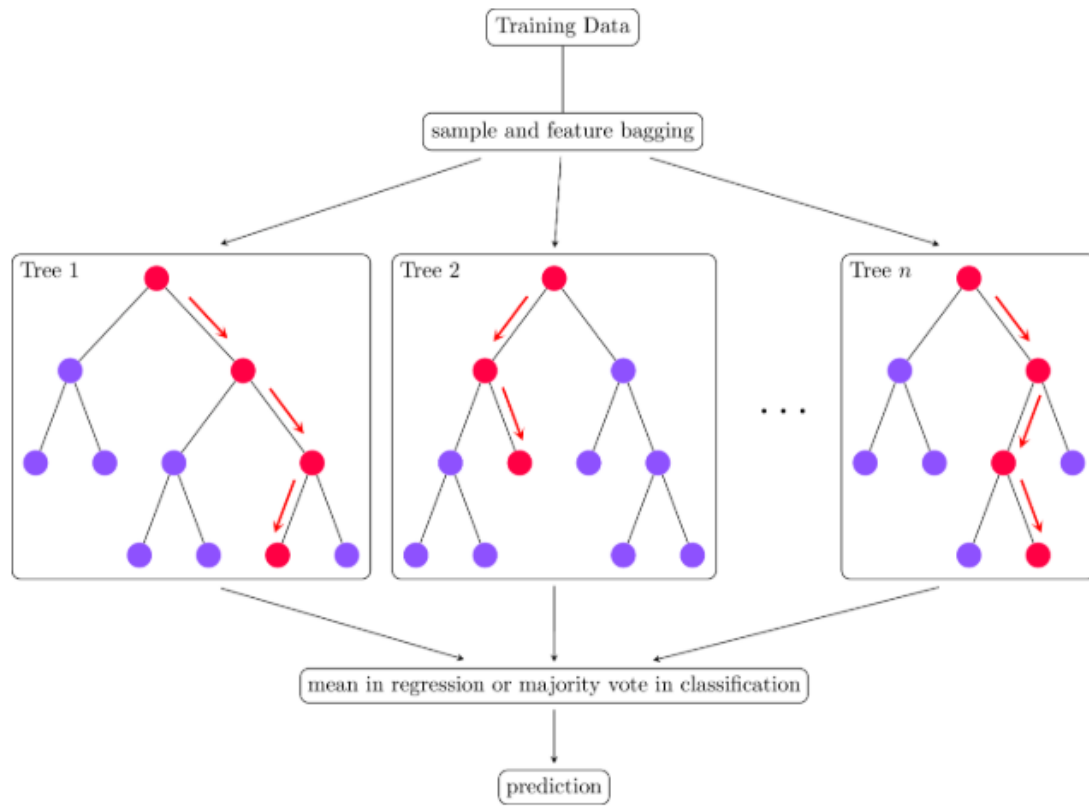 Training Data
sample and feature bagging
Tree 1
Tree 2
Tree n
. . .
mean in regression or majority vote in classification
prediction